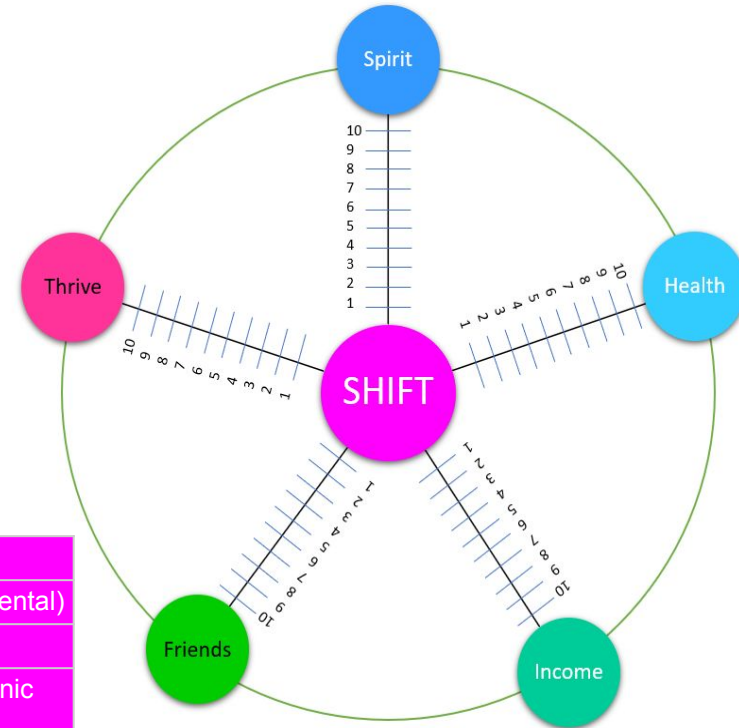 Spirit
10
9
8
7
6
5
4
3
2
1
Health
1 2 3 4 5 6 7 8 9 10
Thrive
10 9 8 7 6 5 4 3 2 1
SHIFT
1 2 3 4 5 6 7 8 9 10
Friends
1 2 3 4 5 6 7 8 9 10
Income
ental)
nic